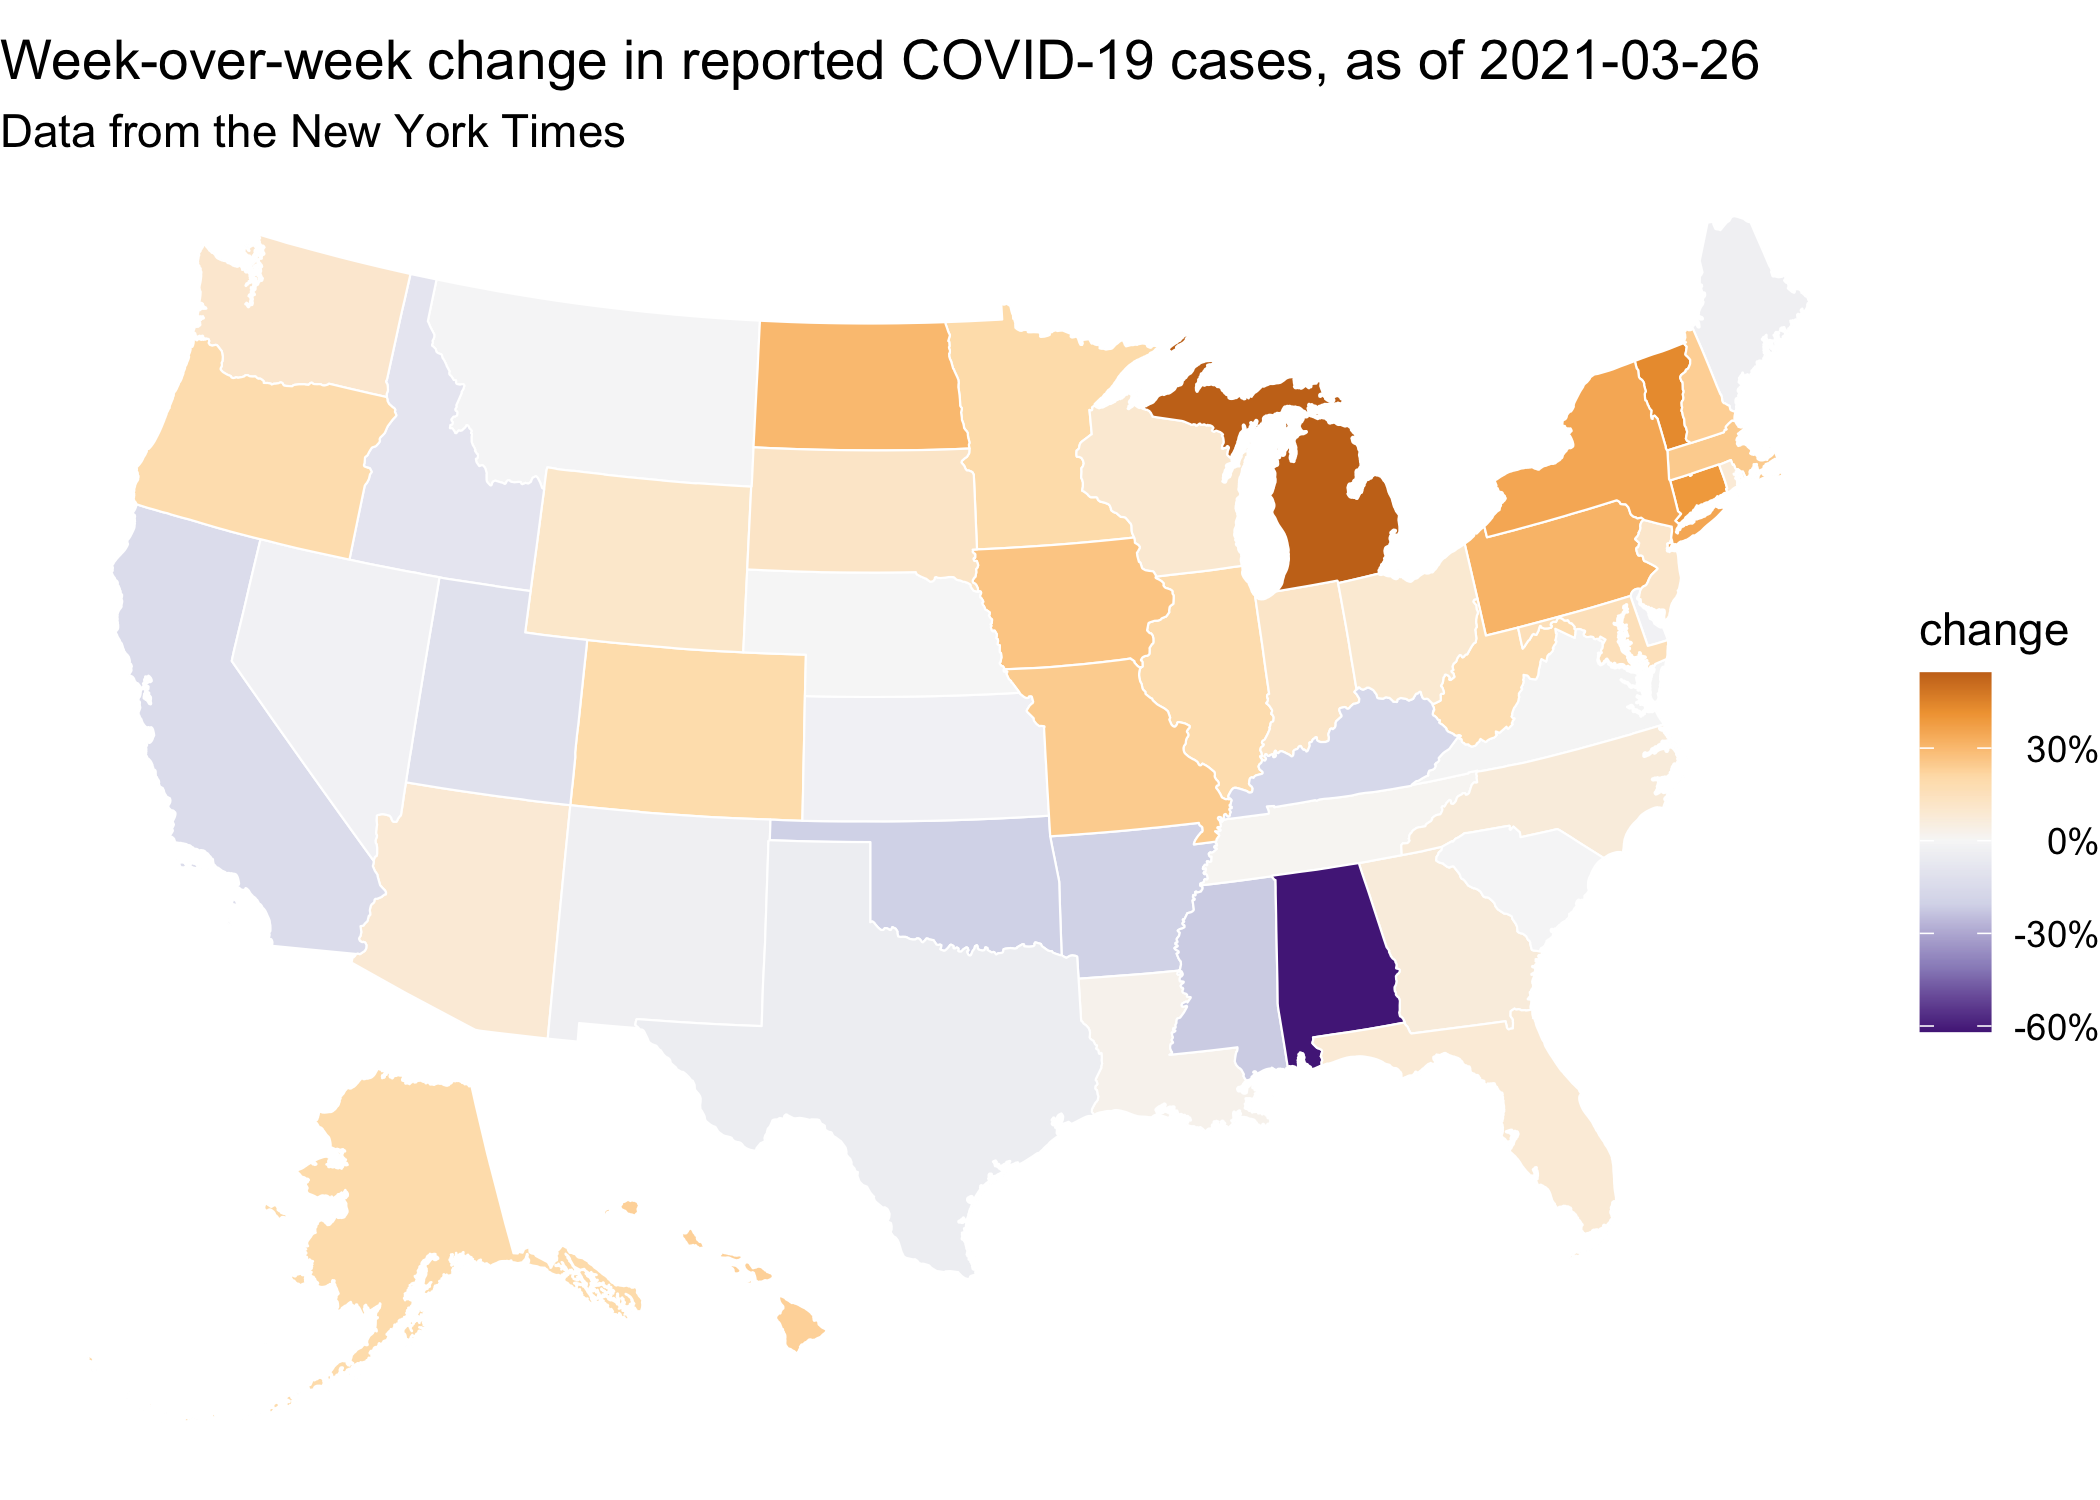 Week-over-week change in reported COVID-19 cases, as of 2021-03-26
Data from the New York Times
change
30%
0%
-30%
-60%